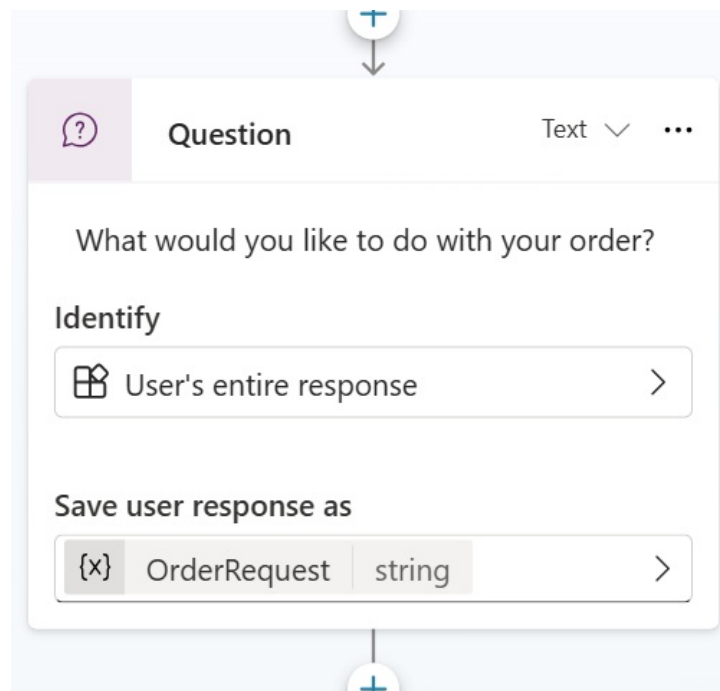 Question
Text
What would you like to do with your order?
Identify
User's entire response
Save user response as
{x} OrderRequest string